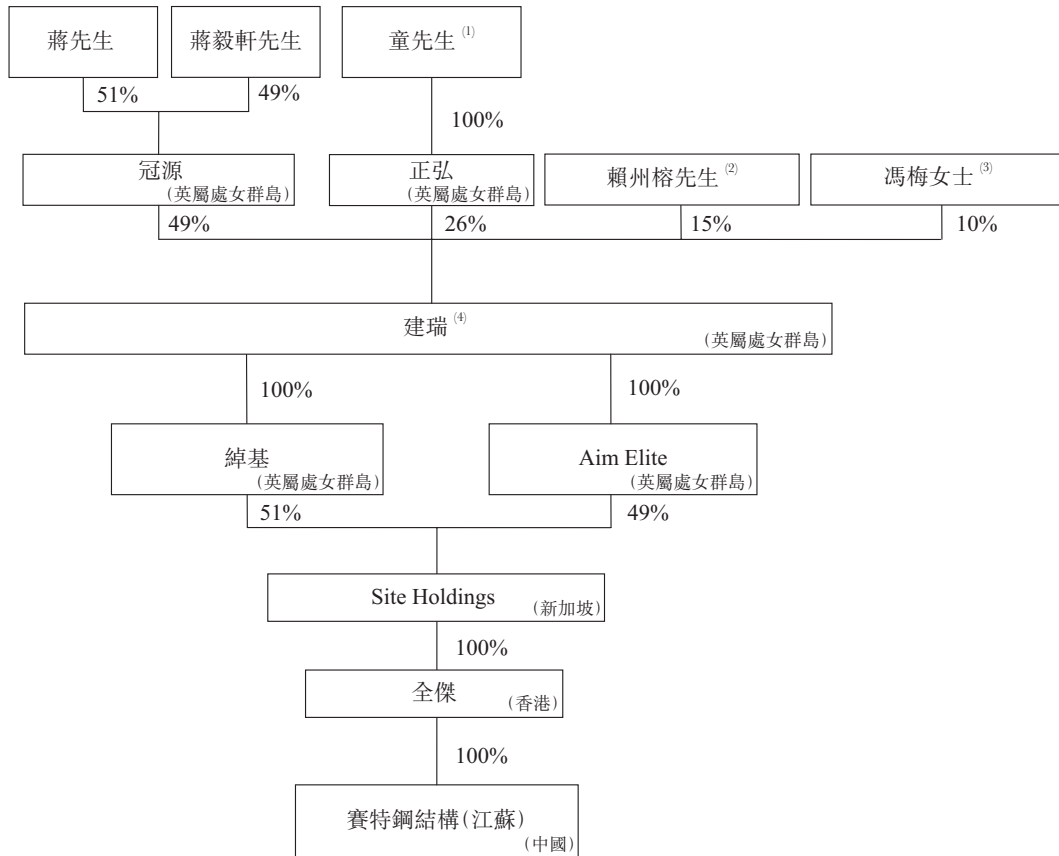 蔣先生
蔣毅軒先生
童先生 (1)
51%
49%
100%
冠源
(英屬處女群島)
正弘
(英屬處女群島)
賴州榕先生 (2)
馮梅女士 (3)
49%
26%
15%
10%
建瑞 (4)
(英屬處女群島)
100%
100%
綽基
(英屬處女群島)
Aim Elite
(英屬處女群島)
51%
49%
Site Holdings
(新加坡)
100%
全傑
(香港)
100%
賽特鋼結構(江蘇)
(中國)